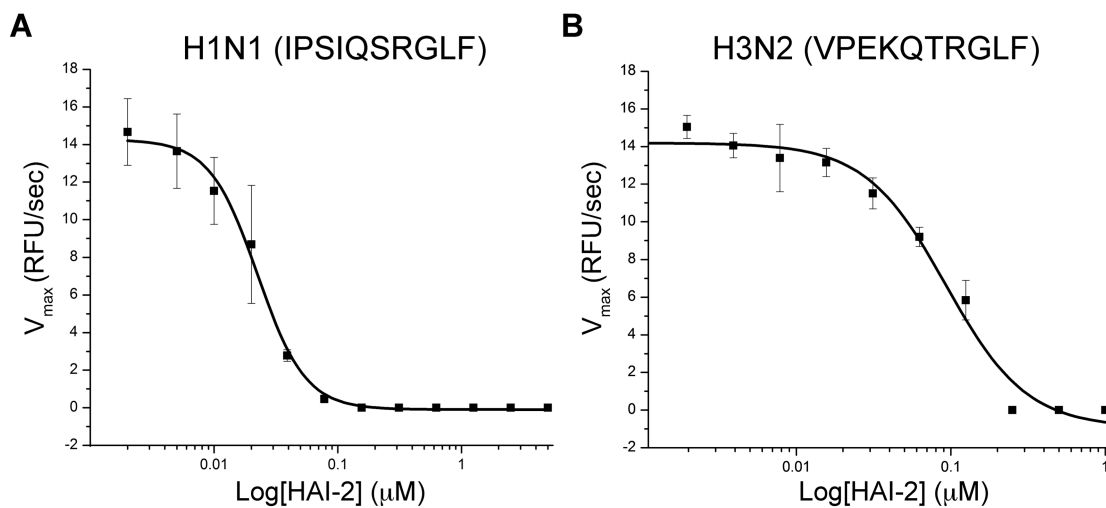 A
H1N1 (IPSIQSRGLF)
18
16
14
12
10
8
6
4
2
0
-2
Vmax (RFU/sec)
0.01 0.1 1
Log[HAI-2] (μM)
B
H3N2 (VPEKQTRGLF)
18
16
14
12
10
8
6
4
2
0
-2
Vmax (RFU/sec)
0.01 0.1 1
Log[HAI-2] (μM)